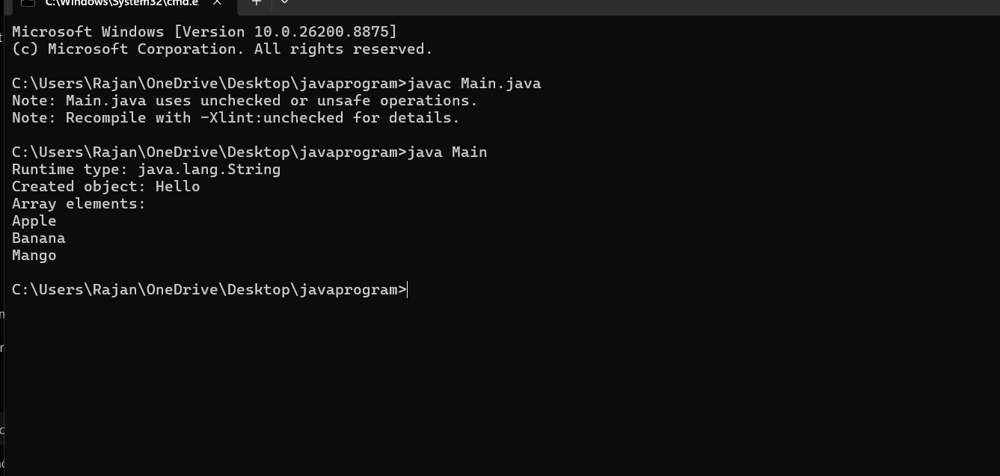 C:\Windows\System32\cmd.e
Microsoft Windows [Version 10.0.26200.8875]
(c) Microsoft Corporation. All rights reserved.
C:\Users\Rajan\OneDrive\Desktop\javaprogram>javac Main.java
Note: Main.java uses unchecked or unsafe operations.
Note: Recompile with -Xlint:unchecked for details.
C:\Users\Rajan\OneDrive\Desktop\javaprogram>java Main
Runtime type: java.lang.String
Created object: Hello
Array elements:
Apple
Banana
Mango
C:\Users\Rajan\OneDrive\Desktop\javaprogram>